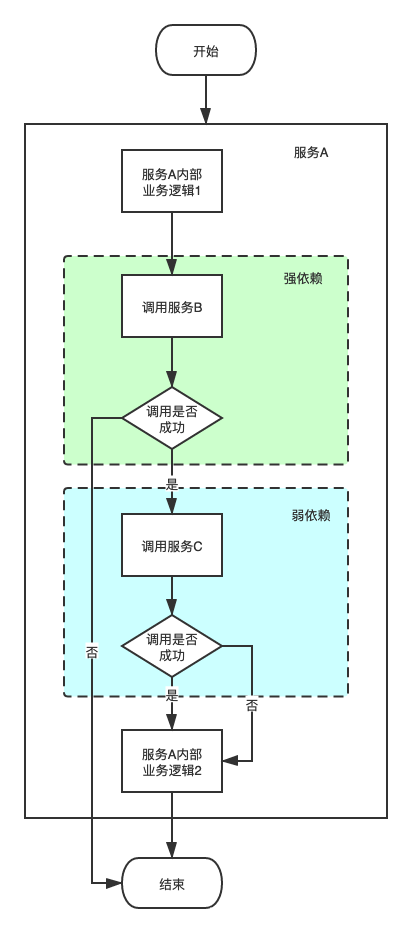 开始
服务A
服务A内部
业务逻辑1
强依赖
调用服务B
调用是否
成功
是
弱依赖
调用服务C
调用是否
成功
否
是
否
服务A内部
业务逻辑2
结束